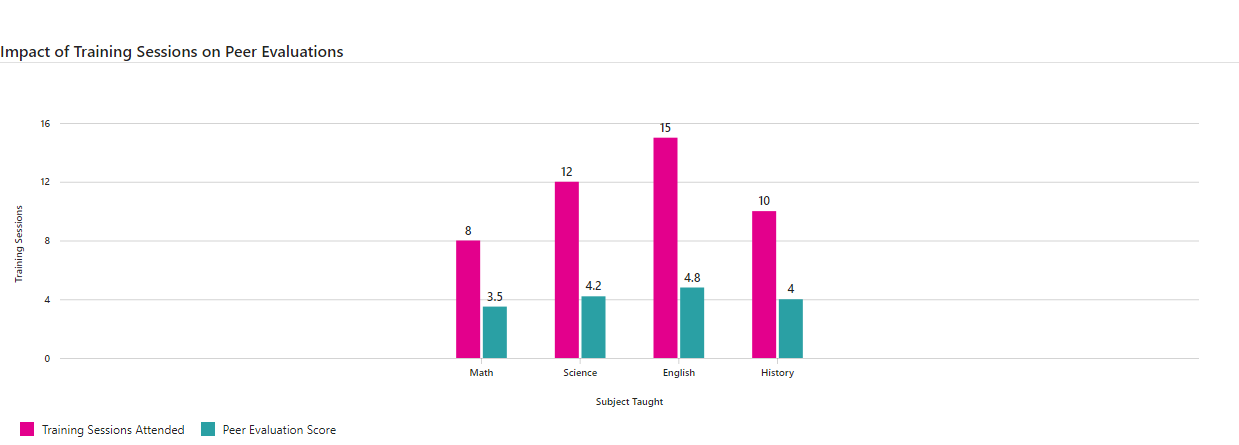 Impact of Training Sessions on Peer Evaluations
16
12
8
4
0
Training Sessions
8
3.5
12
4.2
15
4.8
10
4
Math
Science
English
History
Subject Taught
Training Sessions Attended
Peer Evaluation Score